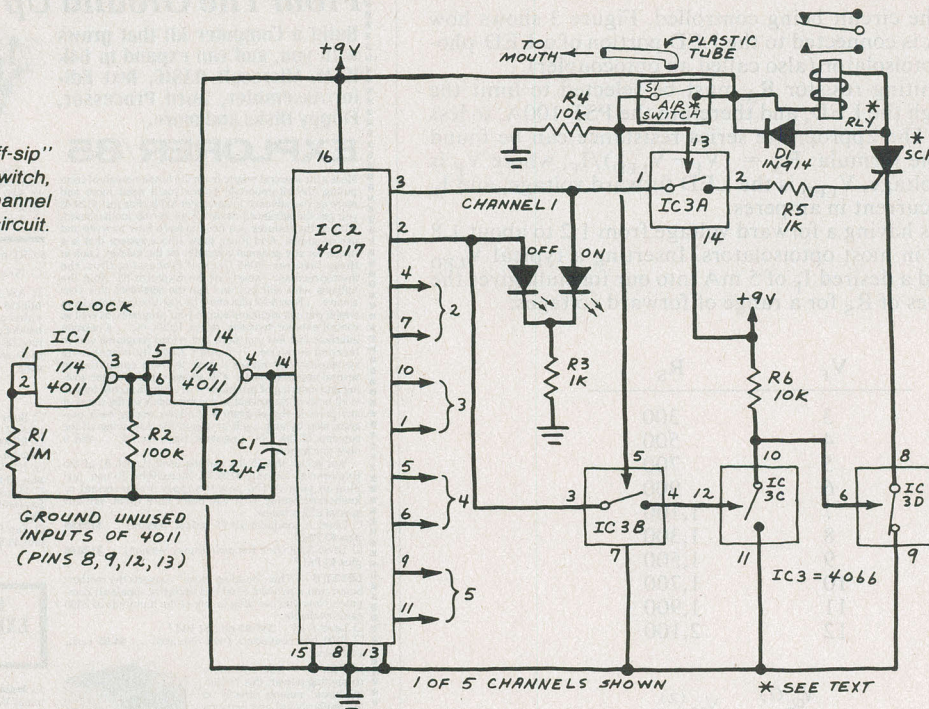 ff-sip"
witch,
annel
ircuit.
+9V
TO
MOUTH
PLASTIC
TUBE
S1
AIR *
SWITCH
R4
10K
*
RLY
*
SCR
D1
1N914
16
3
CHANNEL 1
1
13
2
IC3A
14
R5
1K
IC2
4017
2
OFF
ON
4
7
2
10
1
3
5
6
4
9
11
5
+9V
R3
1K
R6
10K
CLOCK
IC1
1
2
1/4
4011
3
5
6
14
1/4
4011
4
7
14
R1
1M
R2
100K
C1
2.2µF
GROUND UNUSED
INPUTS OF 4011
(PINS 8, 9, 12, 13)
3
5
IC3B
4
7
12
10
IC
3C
11
6
8
IC
3D
9
IC3 = 4066
15
8
13
1 OF 5 CHANNELS SHOWN
* SEE TEXT